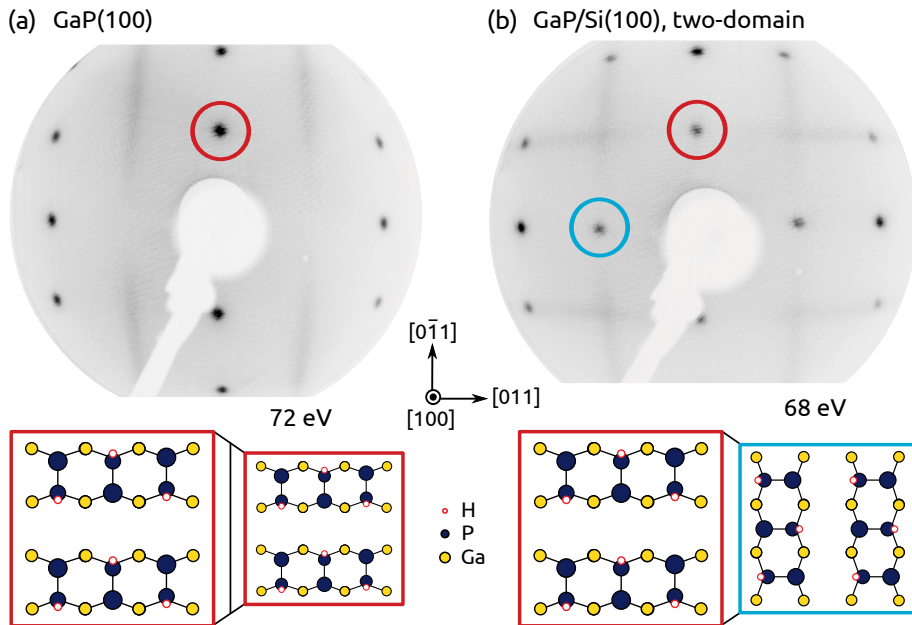 (a) GaP(100)
(b) GaP/Si(100), two-domain
[01̄1]
[011]
[100]
72 eV
68 eV
H
P
Ga